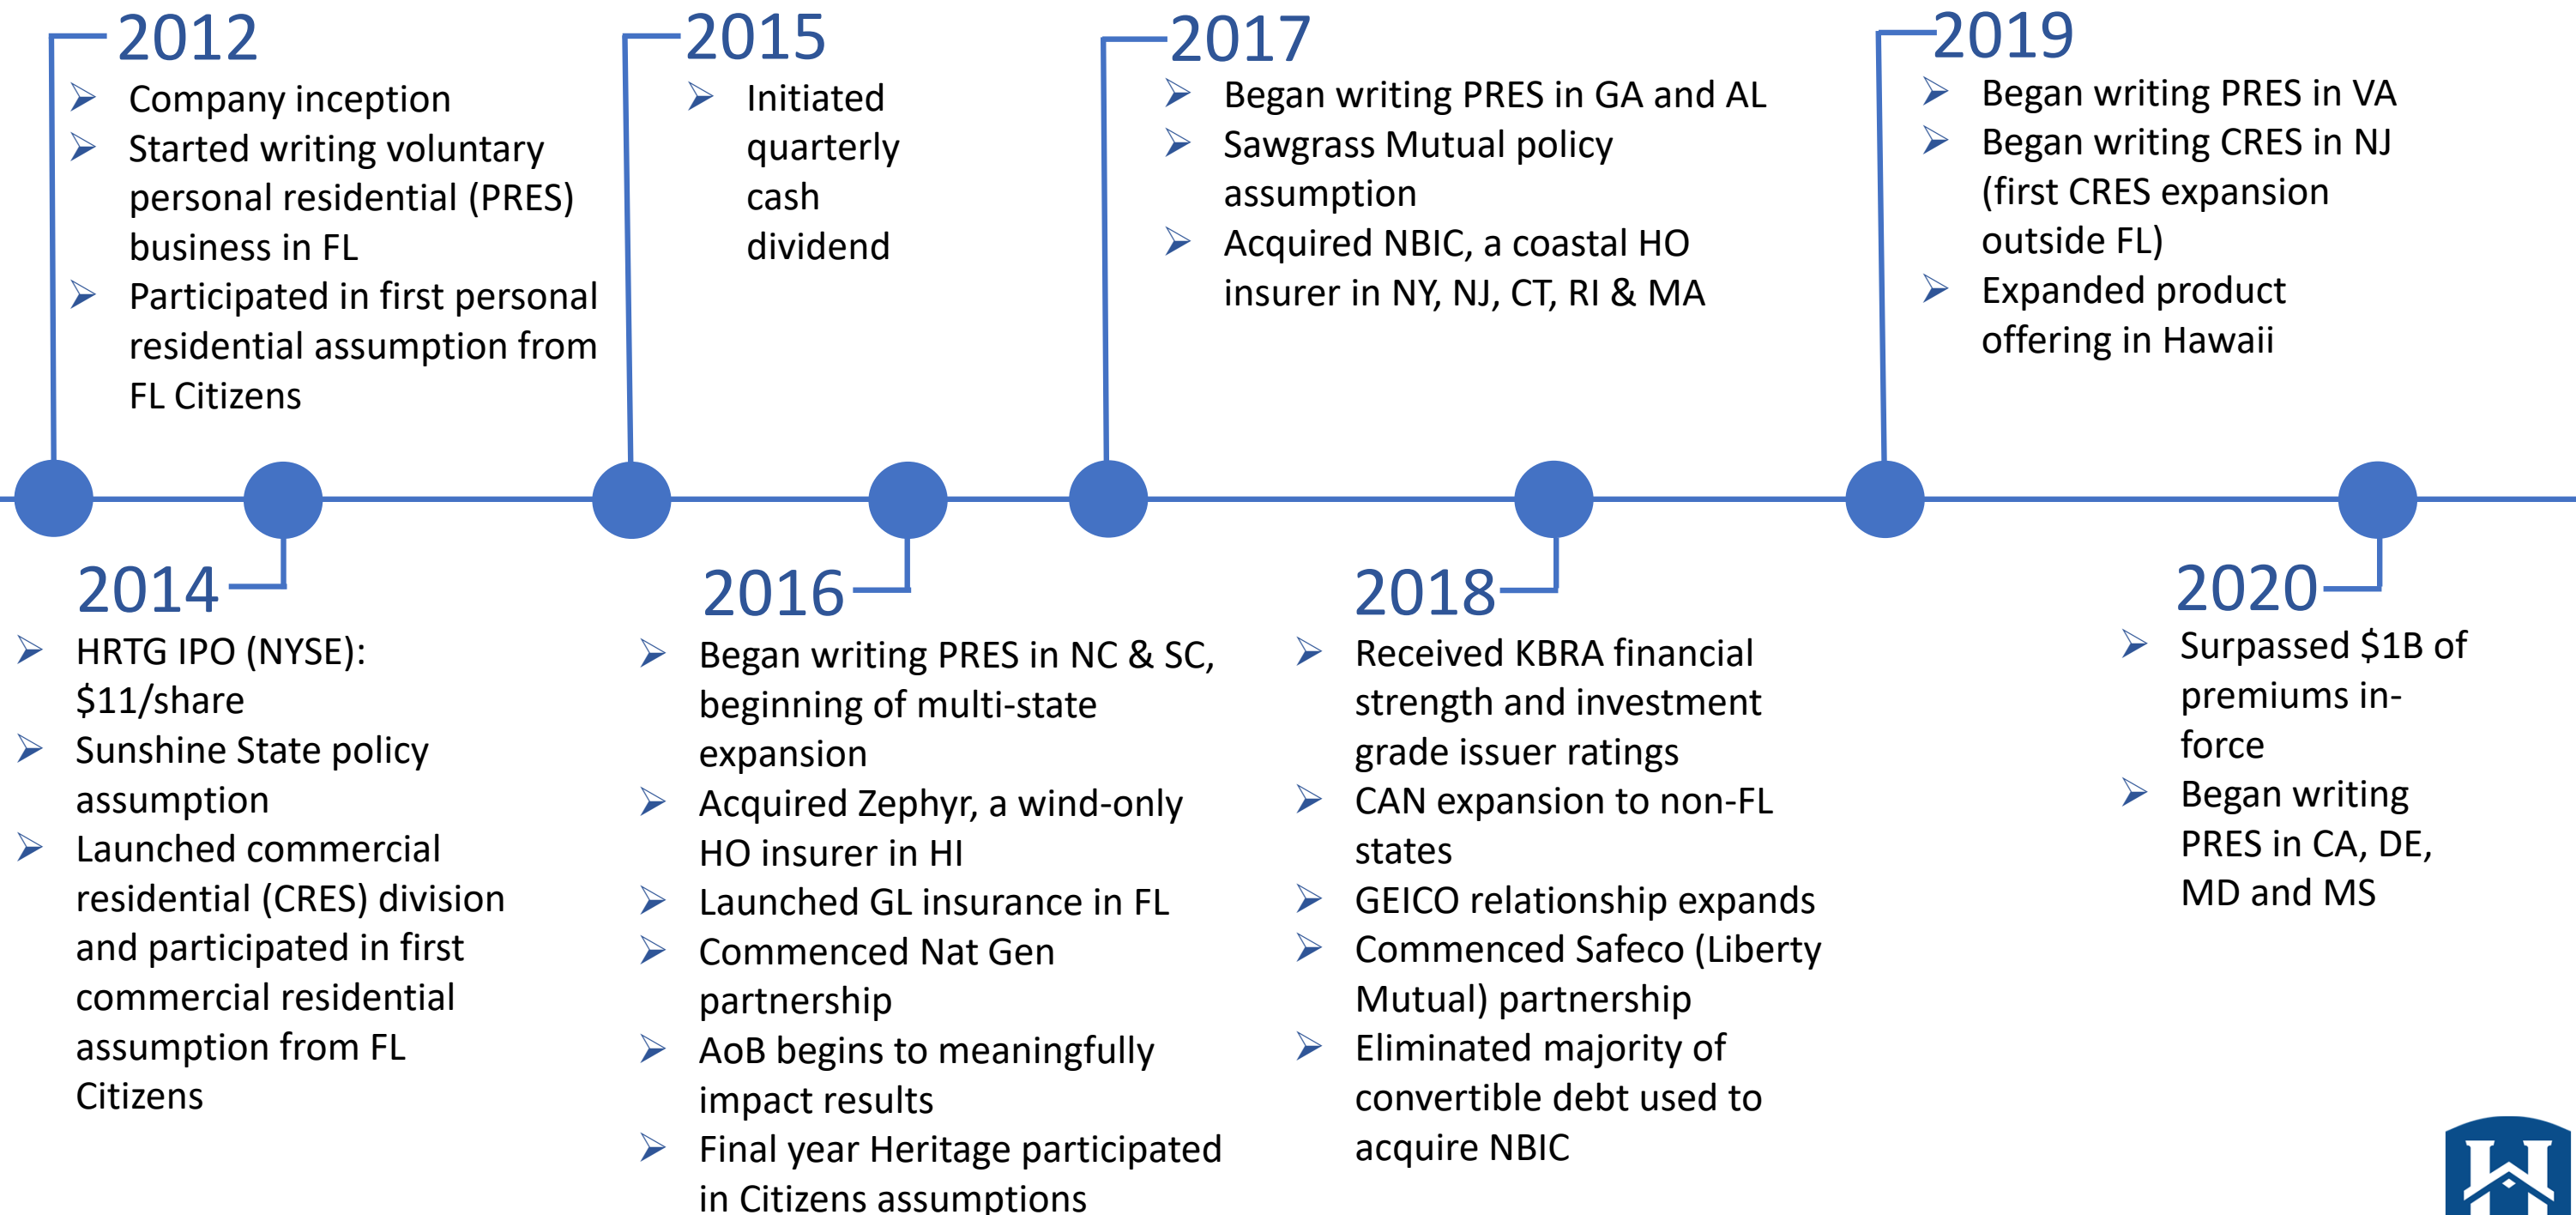 2012
Company inception
Started writing voluntary
personal residential (PRES)
business in FL
Participated in first personal
residential assumption from
FL Citizens
2014
HRTG IPO (NYSE):
$11/share
Sunshine State policy
assumption
Launched commercial
residential (CRES) division
and participated in first
commercial residential
assumption from FL
Citizens
2015
Initiated
quarterly
cash
dividend
2016
Began writing PRES in NC & SC,
beginning of multi-state
expansion
Acquired Zephyr, a wind-only
HO insurer in HI
Launched GL insurance in FL
Commenced Nat Gen
partnership
AoB begins to meaningfully
impact results
Final year Heritage participated
in Citizens assumptions
2017
Began writing PRES in GA and AL
Sawgrass Mutual policy
assumption
Acquired NBIC, a coastal HO
insurer in NY, NJ, CT, RI & MA
2018
Received KBRA financial
strength and investment
grade issuer ratings
CAN expansion to non-FL
states
GEICO relationship expands
Commenced Safeco (Liberty
Mutual) partnership
Eliminated majority of
convertible debt used to
acquire NBIC
2019
Began writing PRES in VA
Began writing CRES in NJ
(first CRES expansion
outside FL)
Expanded product
offering in Hawaii
2020
Surpassed $1B of
premiums in-
force
Began writing
PRES in CA, DE,
MD and MS